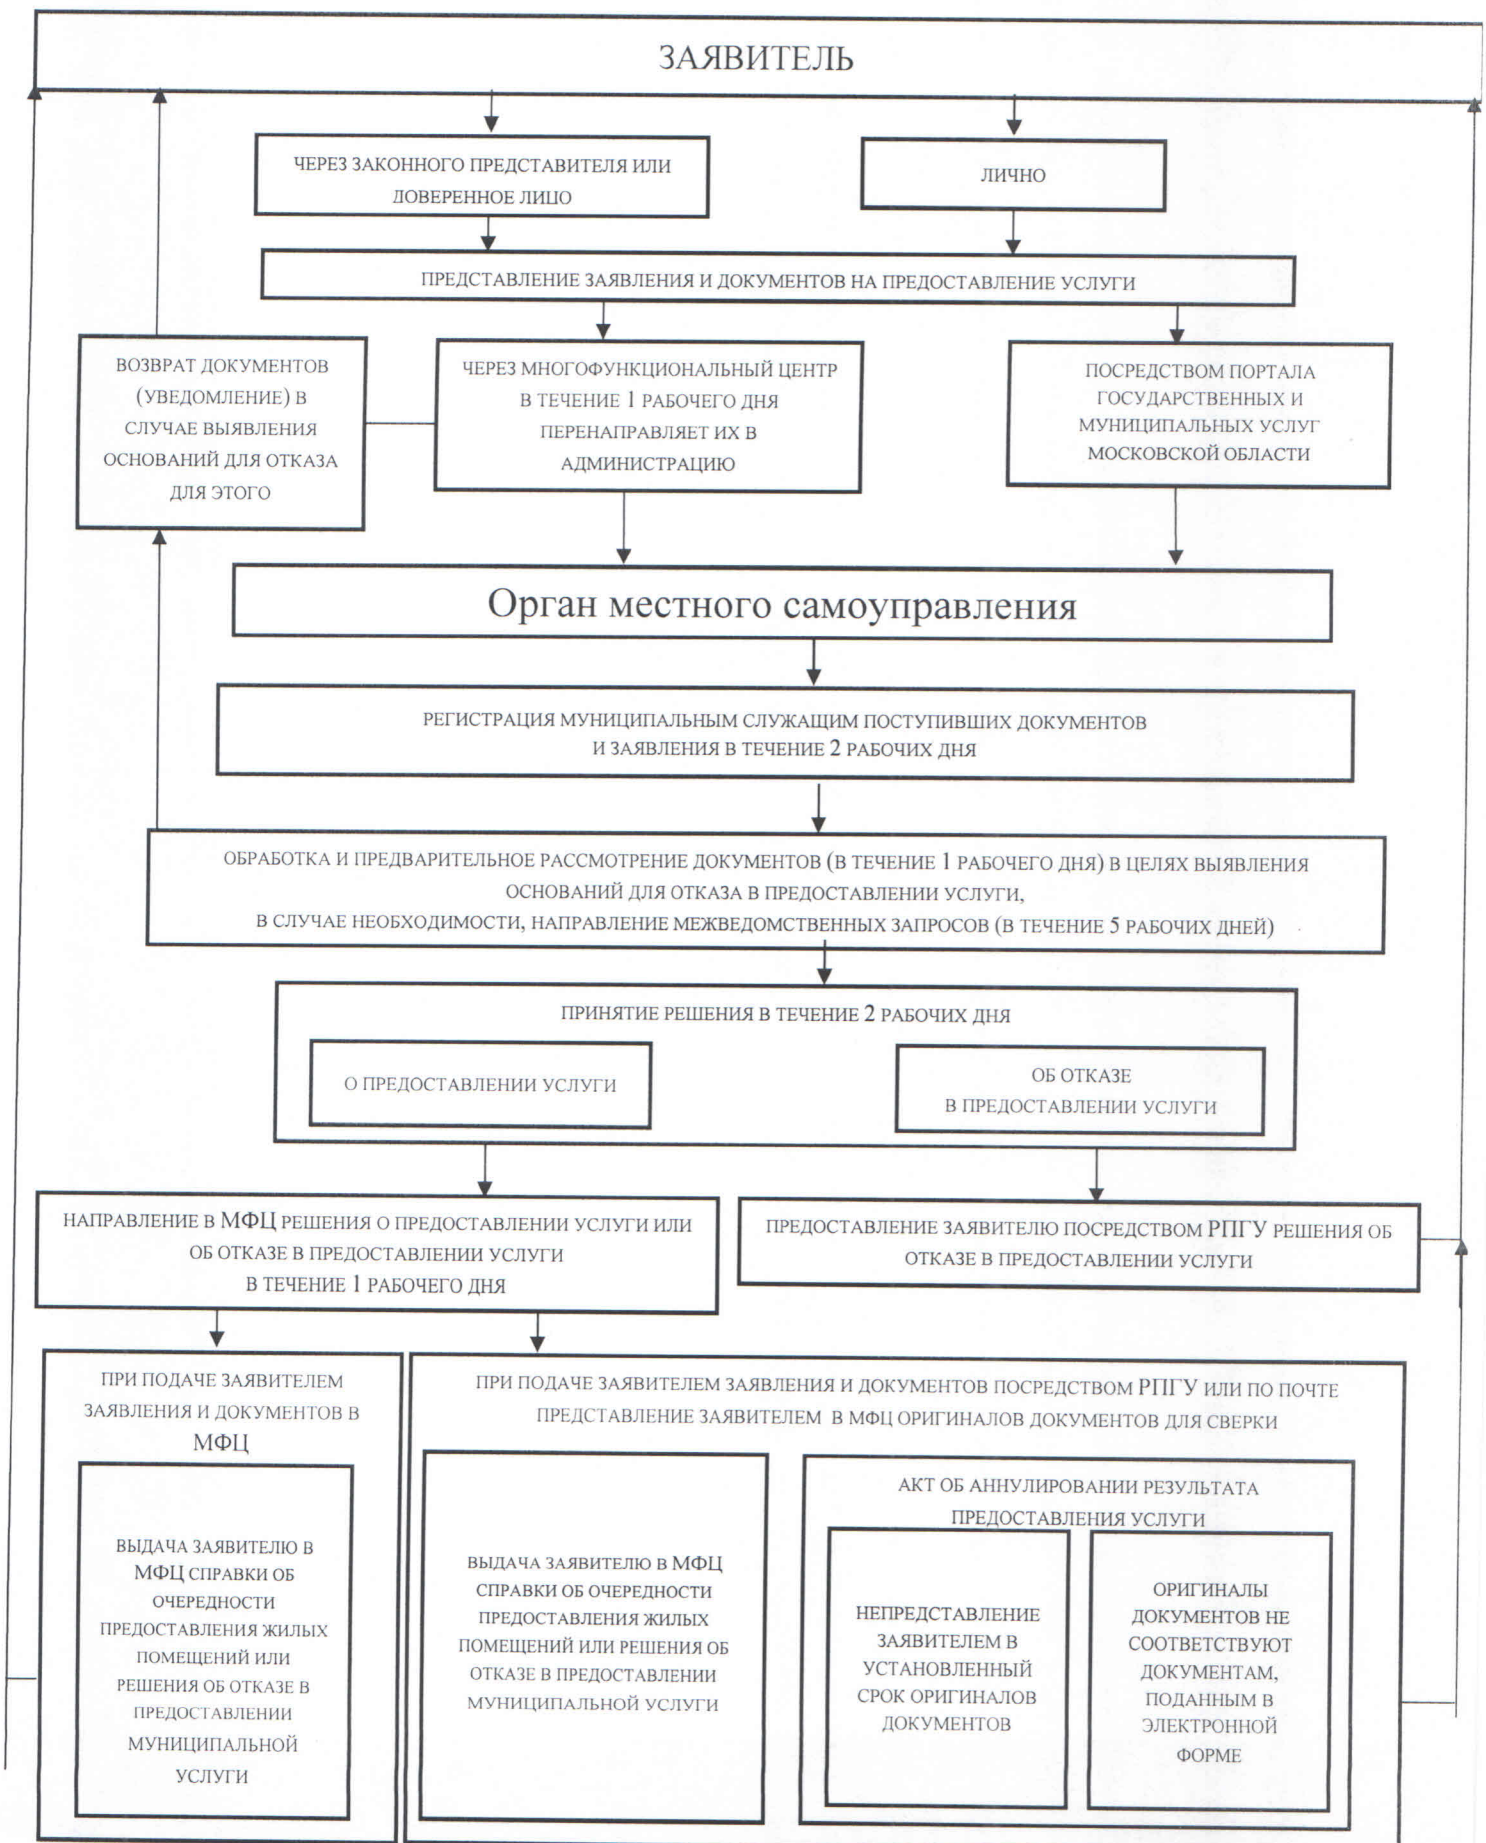 ЗАЯВИТЕЛЬ
ЧЕРЕЗ ЗАКОННОГО ПРЕДСТАВИТЕЛЯ ИЛИ
ДОВЕРЕННОЕ ЛИЦО
ЛИЧНО
ПРЕДСТАВЛЕНИЕ ЗАЯВЛЕНИЯ И ДОКУМЕНТОВ НА ПРЕДОСТАВЛЕНИЕ УСЛУГИ
ВОЗВРАТ ДОКУМЕНТОВ
(УВЕДОМЛЕНИЕ) В
СЛУЧАЕ ВЫЯВЛЕНИЯ
ОСНОВАНИЙ ДЛЯ ОТКАЗА
ДЛЯ ЭТОГО
ЧЕРЕЗ МНОГОФУНКЦИОНАЛЬНЫЙ ЦЕНТР
В ТЕЧЕНИЕ 1 РАБОЧЕГО ДНЯ
ПЕРЕНАПРАВЛЯЕТ ИХ В
АДМИНИСТРАЦИЮ
ПОСРЕДСТВОМ ПОРТАЛА
ГОСУДАРСТВЕННЫХ И
МУНИЦИПАЛЬНЫХ УСЛУГ
МОСКОВСКОЙ ОБЛАСТИ
Орган местного самоуправления
РЕГИСТРАЦИЯ МУНИЦИПАЛЬНЫМ СЛУЖАЩИМ ПОСТУПИВШИХ ДОКУМЕНТОВ
И ЗАЯВЛЕНИЯ В ТЕЧЕНИЕ 2 РАБОЧИХ ДНЯ
ОБРАБОТКА И ПРЕДВАРИТЕЛЬНОЕ РАССМОТРЕНИЕ ДОКУМЕНТОВ (В ТЕЧЕНИЕ 1 РАБОЧЕГО ДНЯ) В ЦЕЛЯХ ВЫЯВЛЕНИЯ
ОСНОВАНИЙ ДЛЯ ОТКАЗА В ПРЕДОСТАВЛЕНИИ УСЛУГИ,
В СЛУЧАЕ НЕОБХОДИМОСТИ, НАПРАВЛЕНИЕ МЕЖВЕДОМСТВЕННЫХ ЗАПРОСОВ (В ТЕЧЕНИЕ 5 РАБОЧИХ ДНЕЙ)
ПРИНЯТИЕ РЕШЕНИЯ В ТЕЧЕНИЕ 2 РАБОЧИХ ДНЯ
О ПРЕДОСТАВЛЕНИИ УСЛУГИ
ОБ ОТКАЗЕ
В ПРЕДОСТАВЛЕНИИ УСЛУГИ
НАПРАВЛЕНИЕ В МФЦ РЕШЕНИЯ О ПРЕДОСТАВЛЕНИИ УСЛУГИ ИЛИ
ОБ ОТКАЗЕ В ПРЕДОСТАВЛЕНИИ УСЛУГИ
В ТЕЧЕНИЕ 1 РАБОЧЕГО ДНЯ
ПРЕДОСТАВЛЕНИЕ ЗАЯВИТЕЛЮ ПОСРЕДСТВОМ РПГУ РЕШЕНИЯ ОБ
ОТКАЗЕ В ПРЕДОСТАВЛЕНИИ УСЛУГИ
ПРИ ПОДАЧЕ ЗАЯВИТЕЛЕМ
ЗАЯВЛЕНИЯ И ДОКУМЕНТОВ В
МФЦ
ВЫДАЧА ЗАЯВИТЕЛЮ В
МФЦ СПРАВКИ ОБ
ОЧЕРЕДНОСТИ
ПРЕДОСТАВЛЕНИЯ ЖИЛЫХ
ПОМЕЩЕНИЙ ИЛИ
РЕШЕНИЯ ОБ ОТКАЗЕ В
ПРЕДОСТАВЛЕНИИ
МУНИЦИПАЛЬНОЙ
УСЛУГИ
ПРИ ПОДАЧЕ ЗАЯВИТЕЛЕМ ЗАЯВЛЕНИЯ И ДОКУМЕНТОВ ПОСРЕДСТВОМ РПГУ ИЛИ ПО ПОЧТЕ
ПРЕДСТАВЛЕНИЕ ЗАЯВИТЕЛЕМ В МФЦ ОРИГИНАЛОВ ДОКУМЕНТОВ ДЛЯ СВЕРКИ
ВЫДАЧА ЗАЯВИТЕЛЮ В МФЦ
СПРАВКИ ОБ ОЧЕРЕДНОСТИ
ПРЕДОСТАВЛЕНИЯ ЖИЛЫХ
ПОМЕЩЕНИЙ ИЛИ РЕШЕНИЯ ОБ
ОТКАЗЕ В ПРЕДОСТАВЛЕНИИ
МУНИЦИПАЛЬНОЙ УСЛУГИ
АКТ ОБ АННУЛИРОВАНИИ РЕЗУЛЬТАТА
ПРЕДОСТАВЛЕНИЯ УСЛУГИ
НЕПРЕДСТАВЛЕНИЕ
ЗАЯВИТЕЛЕМ В
УСТАНОВЛЕННЫЙ
СРОК ОРИГИНАЛОВ
ДОКУМЕНТОВ
ОРИГИНАЛЫ
ДОКУМЕНТОВ НЕ
СООТВЕТСТВУЮТ
ДОКУМЕНТАМ,
ПОДАННЫМ В
ЭЛЕКТРОННОЙ
ФОРМЕ